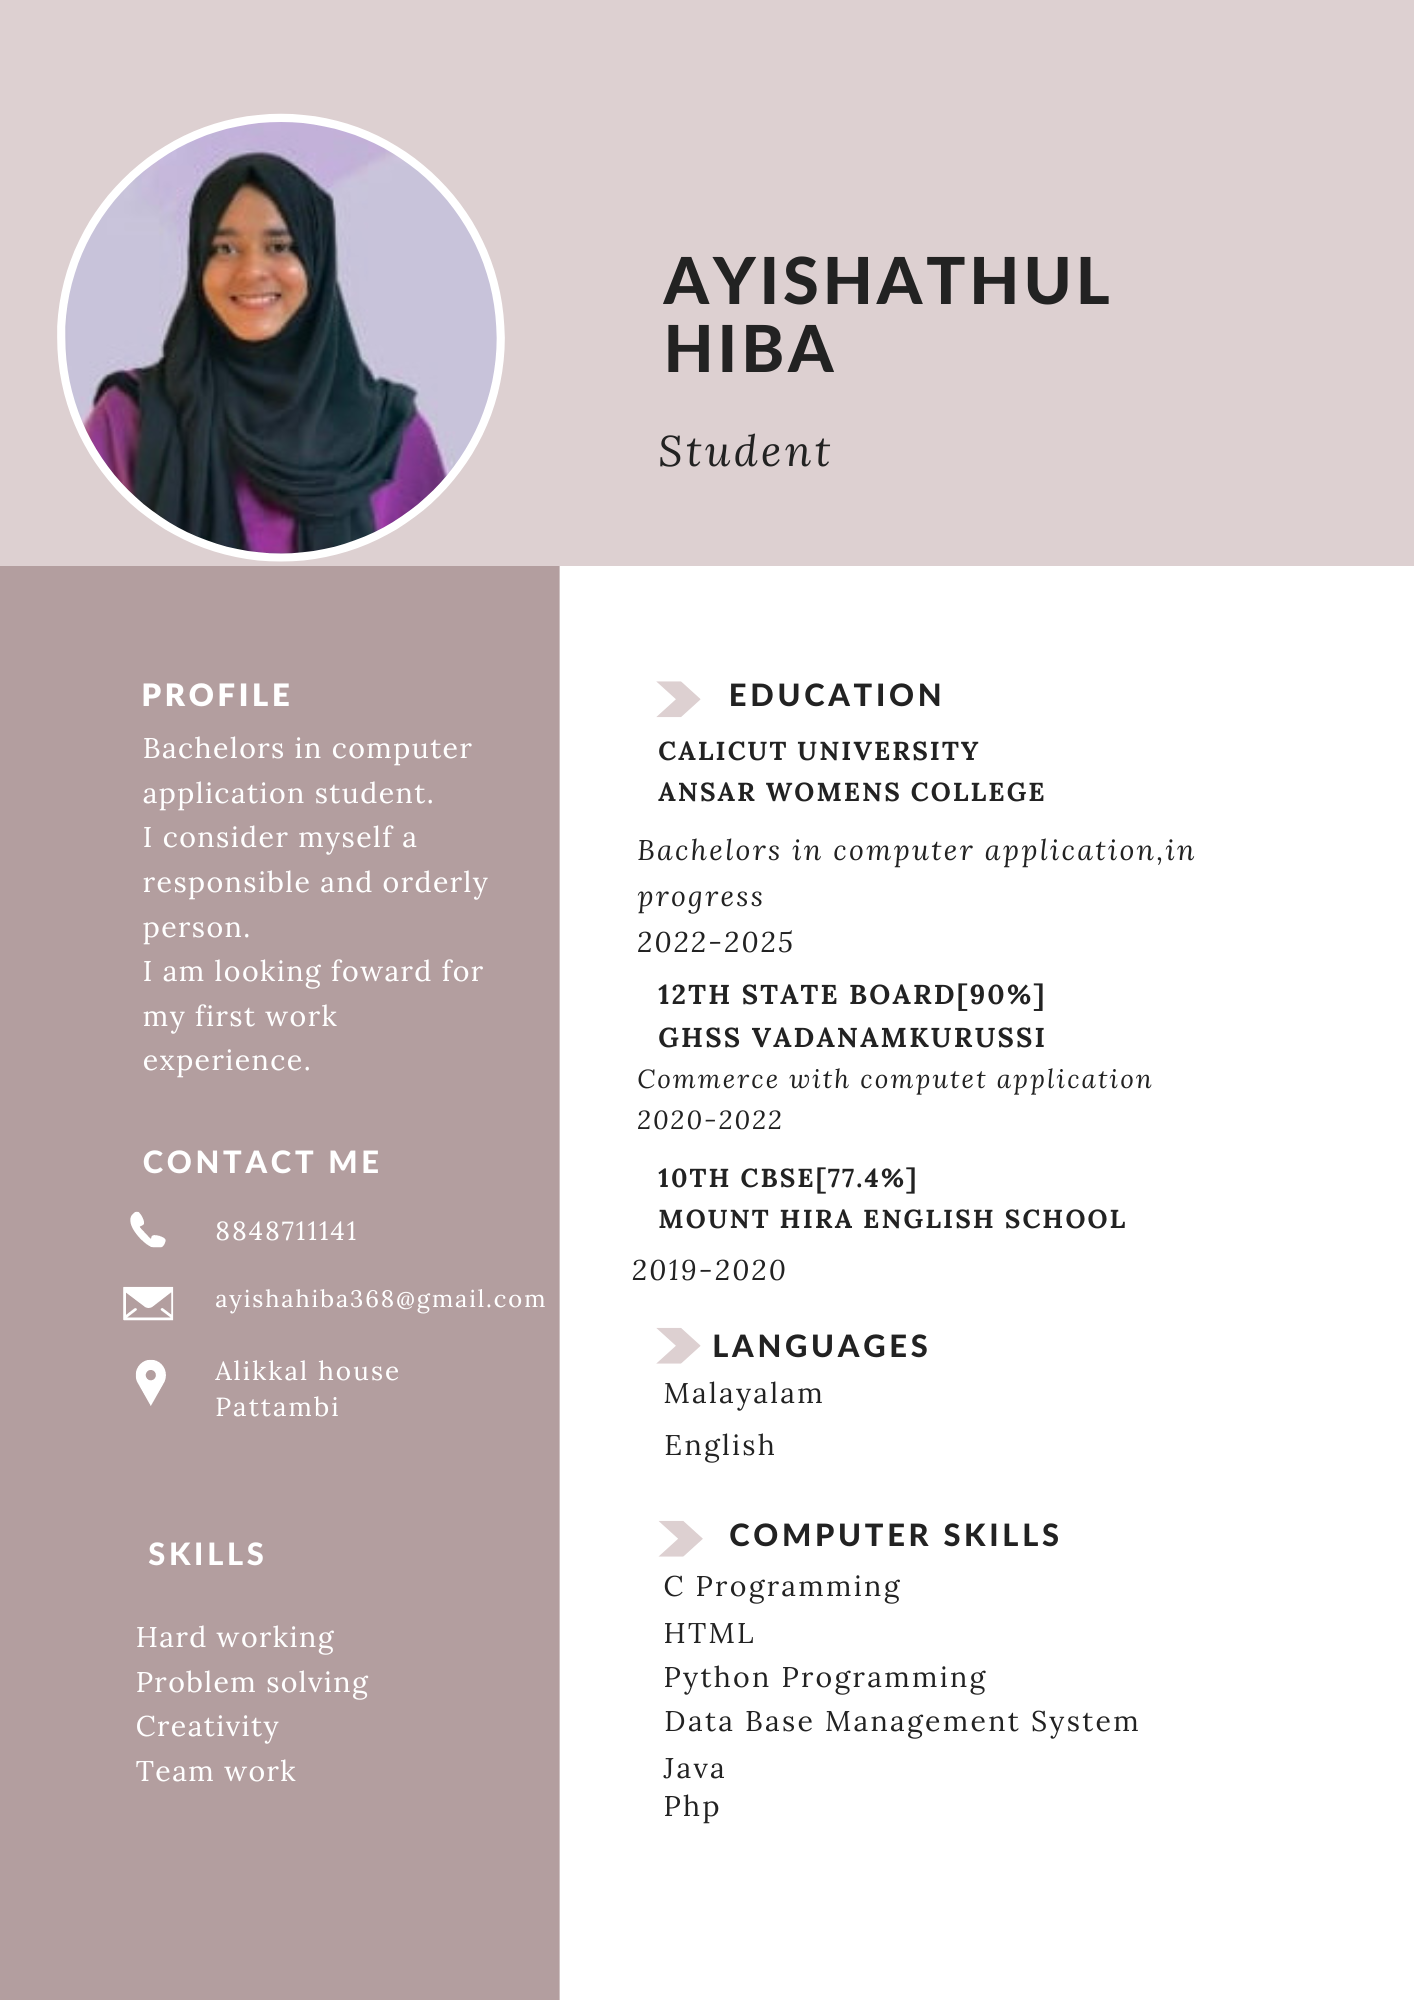 AYISHATHUL
HIBA
Student
PROFILE
Bachelors in computer
application student.
I consider myself a
responsible and orderly
person.
I am looking foward for
my first work
experience.
CONTACT ME
8848711141
ayishahiba368@gmail.com
Alikkal house
Pattambi
SKILLS
Hard working
Problem solving
Creativity
Team work
EDUCATION
CALICUT UNIVERSITY
ANSAR WOMENS COLLEGE
Bachelors in computer application,in
progress
2022-2025
12TH STATE BOARD[90%]
GHSS VADANAMKURUSSI
Commerce with computet application
2020-2022
10TH CBSE[77.4%]
MOUNT HIRA ENGLISH SCHOOL
2019-2020
LANGUAGES
Malayalam
English
COMPUTER SKILLS
C Programming
HTML
Python Programming
Data Base Management System
Java
Php